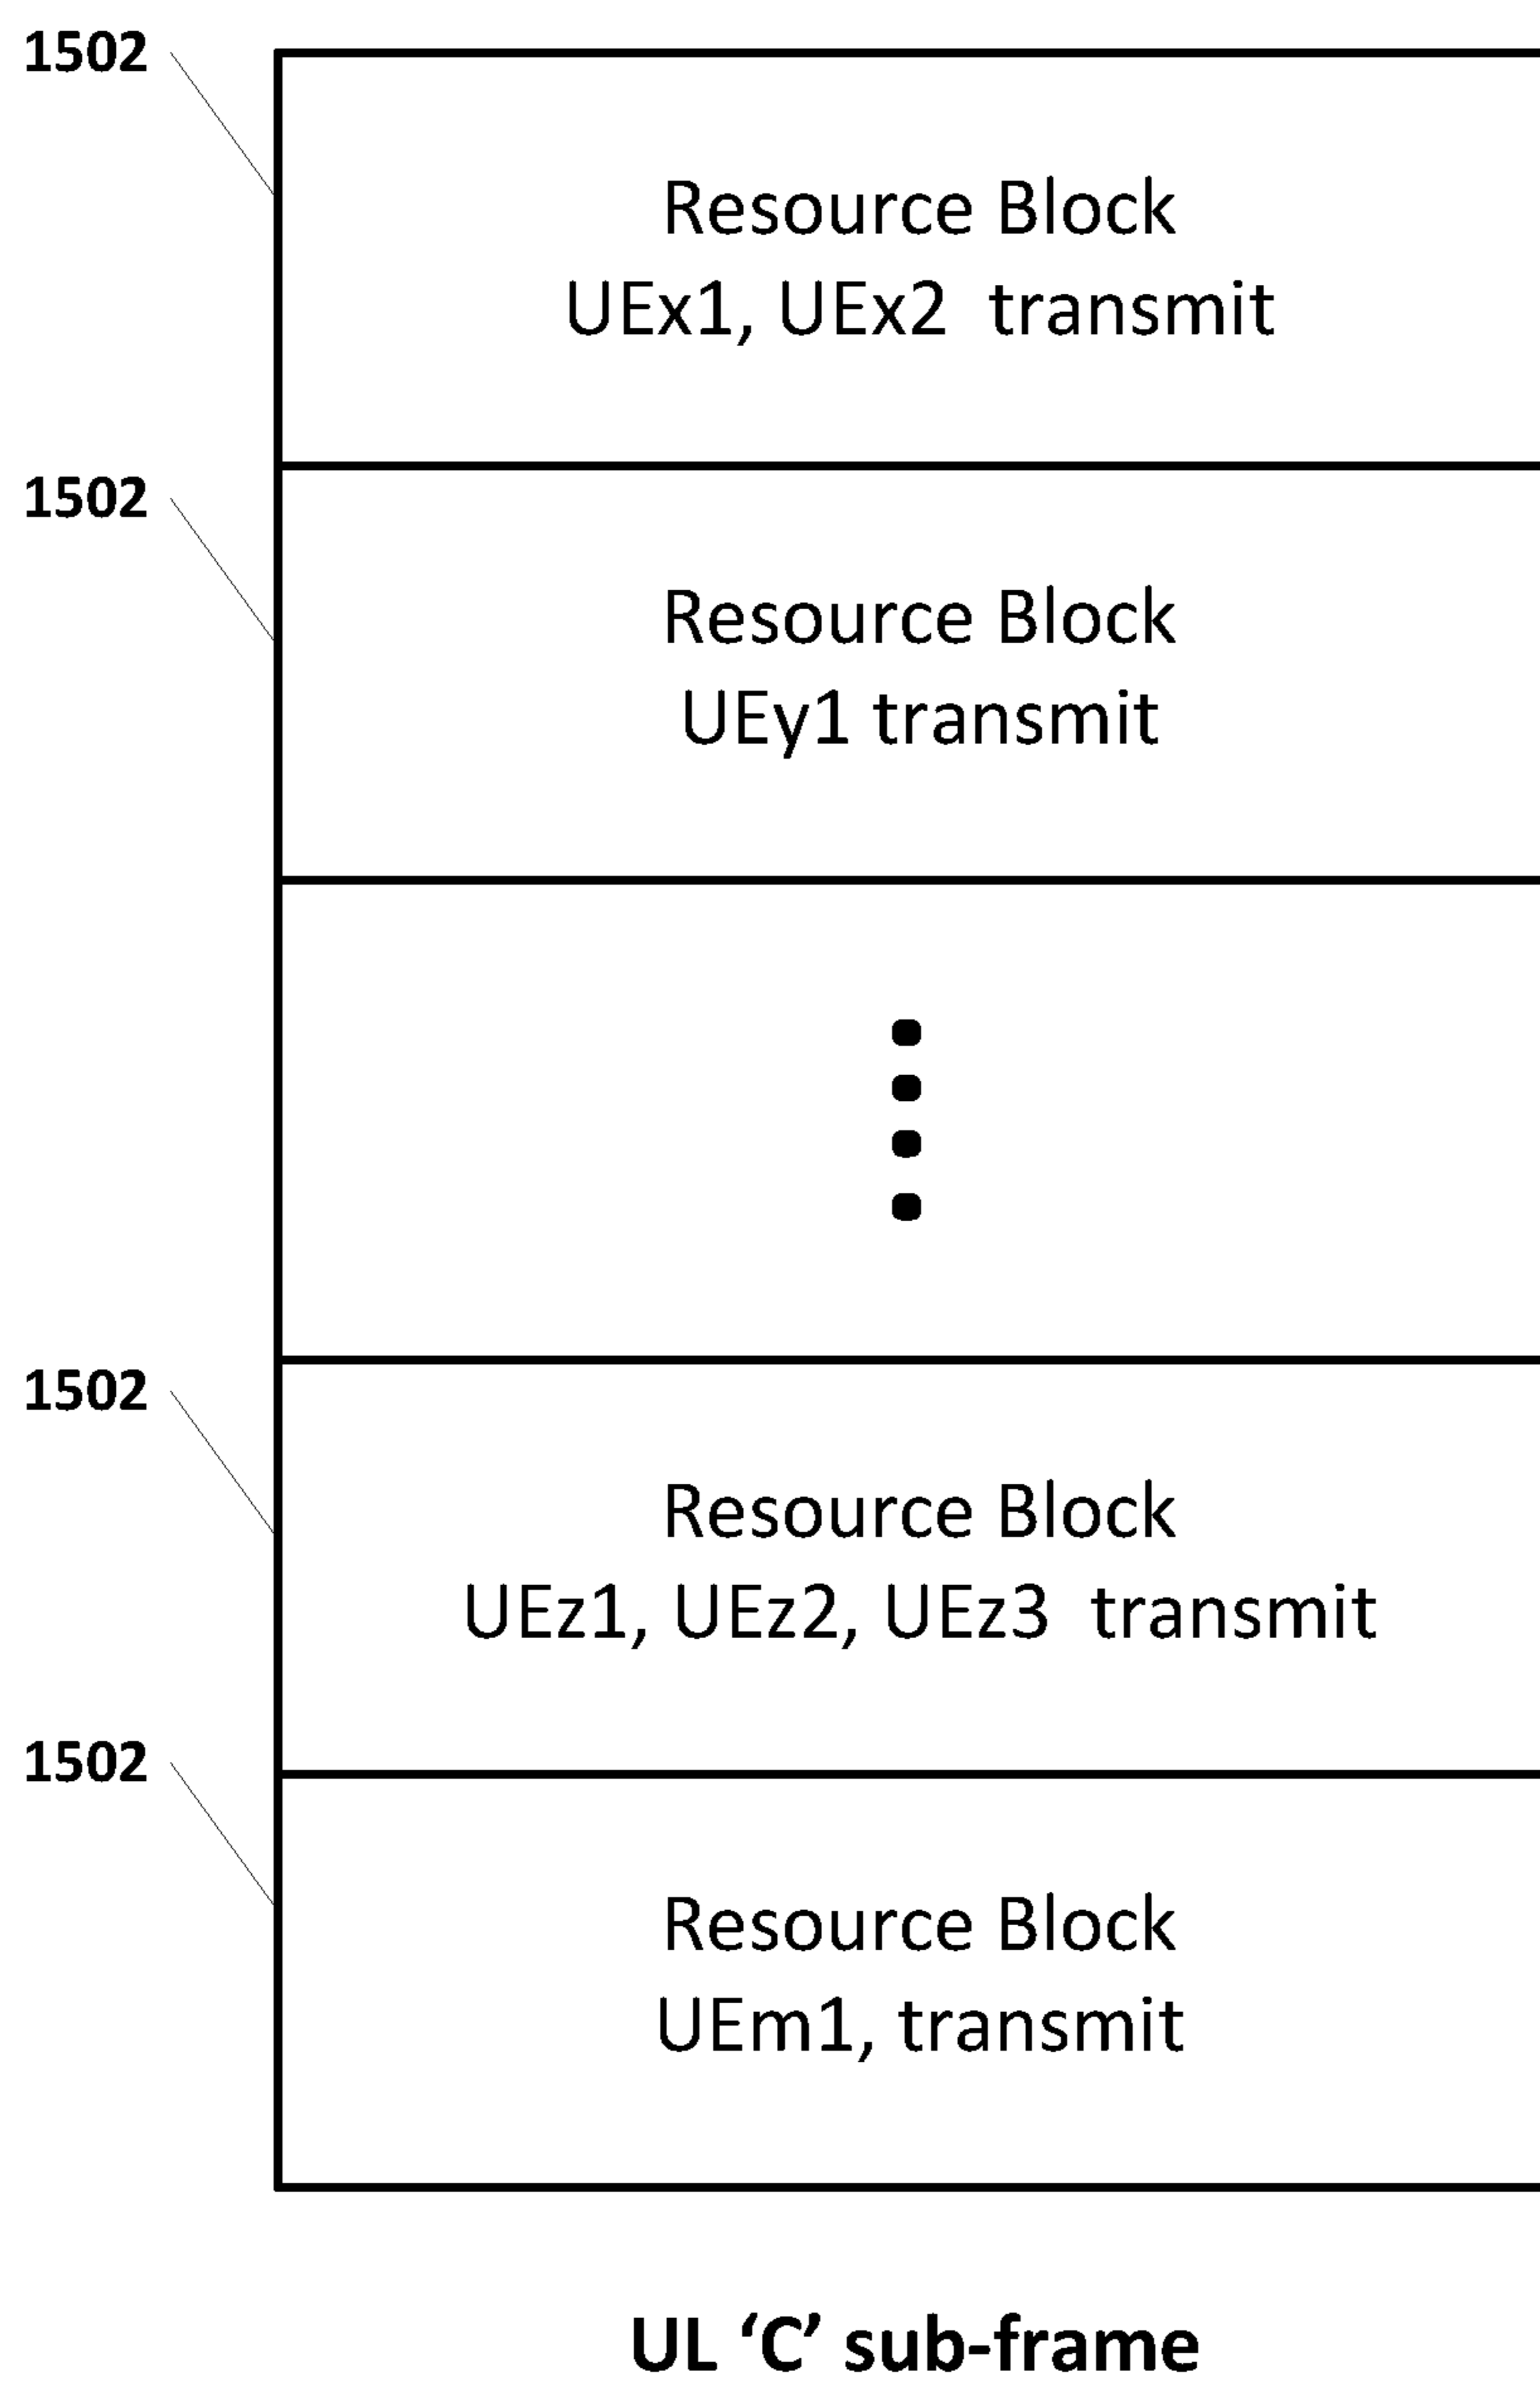 1502
Resource Block
UEx1, UEx2 transmit
1502
Resource Block
UEy1 transmit
1502
Resource Block
UEz1, UEz2, UEz3 transmit
1502
Resource Block
UEm1, transmit
UL ‘C’ sub-frame